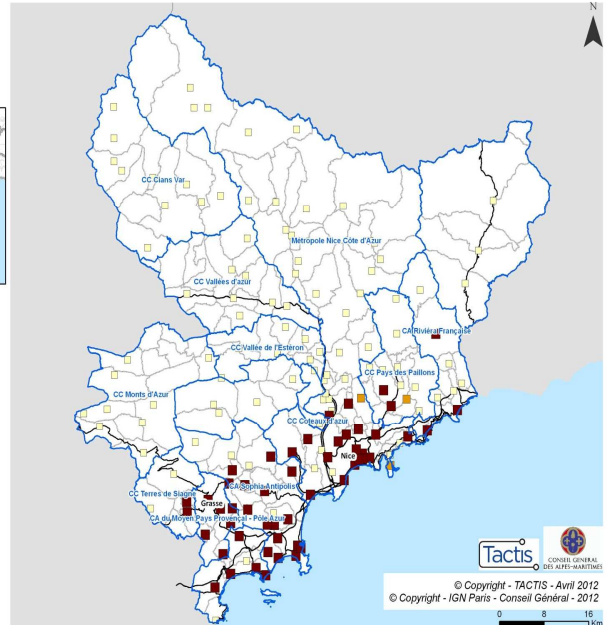 N
CC Cians Var
Métropole Nice Côte d'Azur
CC Vallées d'azur
CA Riviéra Française
CC Vallée de l'Estéron
CC Pays des Paillons
CC Monts d'Azur
CC Coteaux d'azur
Nice
CA Sophia Antipolis
CC Terres de Siagne
Grasse
CA du Moyen Pays Provençal - Pôle Azur
Tactis
CONSEIL GENERAL
DES ALPES-MARITIMES
© Copyright - TACTIS - Avril 2012
© Copyright - IGN Paris - Conseil Général - 2012
0 8 16
Km